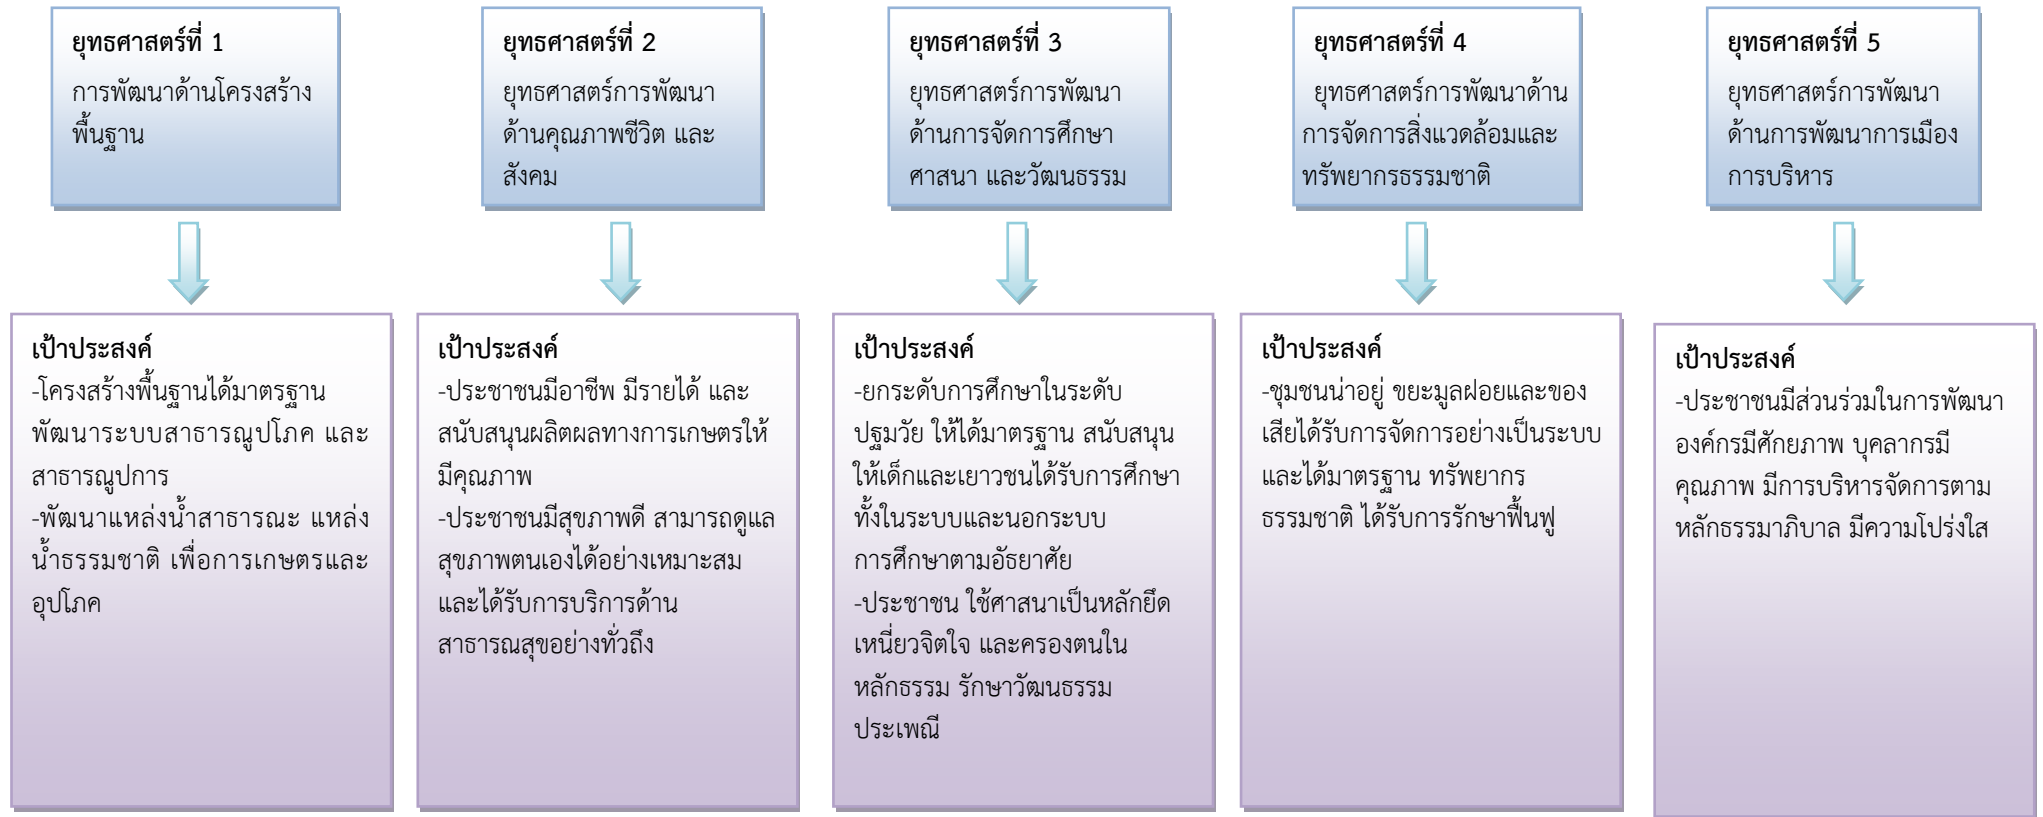 ยุทธศาสตร์ที่ 1
การพัฒนาด้านโครงสร้าง
พื้นฐาน
ยุทธศาสตร์ที่ 2
ยุทธศาสตร์การพัฒนา
ด้านคุณภาพชีวิต และ
สังคม
ยุทธศาสตร์ที่ 3
ยุทธศาสตร์การพัฒนา
ด้านการจัดการศึกษา
ศาสนา และวัฒนธรรม
ยุทธศาสตร์ที่ 4
ยุทธศาสตร์การพัฒนาด้าน
การจัดการสิ่งแวดล้อมและ
ทรัพยากรธรรมชาติ
ยุทธศาสตร์ที่ 5
ยุทธศาสตร์การพัฒนา
ด้านการพัฒนาการเมือง
การบริหาร
เป้าประสงค์
-โครงสร้างพื้นฐานได้มาตรฐาน
พัฒนาระบบสาธารณูปโภค และ
สาธารณูปการ
-พัฒนาแหล่งน้ำสาธารณะ แหล่ง
น้ำธรรมชาติ เพื่อการเกษตรและ
อุปโภค
เป้าประสงค์
-ประชาชนมีอาชีพ มีรายได้ และ
สนับสนุนผลิตผลทางการเกษตรให้
มีคุณภาพ
-ประชาชนมีสุขภาพดี สามารถดูแล
สุขภาพตนเองได้อย่างเหมาะสม
และได้รับการบริการด้าน
สาธารณสุขอย่างทั่วถึง
เป้าประสงค์
-ยกระดับการศึกษาในระดับ
ปฐมวัย ให้ได้มาตรฐาน สนับสนุน
ให้เด็กและเยาวชนได้รับการศึกษา
ทั้งในระบบและนอกระบบ
การศึกษาตามอัธยาศัย
-ประชาชน ใช้ศาสนาเป็นหลักยึด
เหนี่ยวจิตใจ และครองตนใน
หลักธรรม รักษาวัฒนธรรม
ประเพณี
เป้าประสงค์
-ชุมชนน่าอยู่ ขยะมูลฝอยและของ
เสียได้รับการจัดการอย่างเป็นระบบ
และได้มาตรฐาน ทรัพยากร
ธรรมชาติ ได้รับการรักษาฟื้นฟู
เป้าประสงค์
-ประชาชนมีส่วนร่วมในการพัฒนา
องค์กรมีศักยภาพ บุคลากรมี
คุณภาพ มีการบริหารจัดการตาม
หลักธรรมาภิบาล มีความโปร่งใส